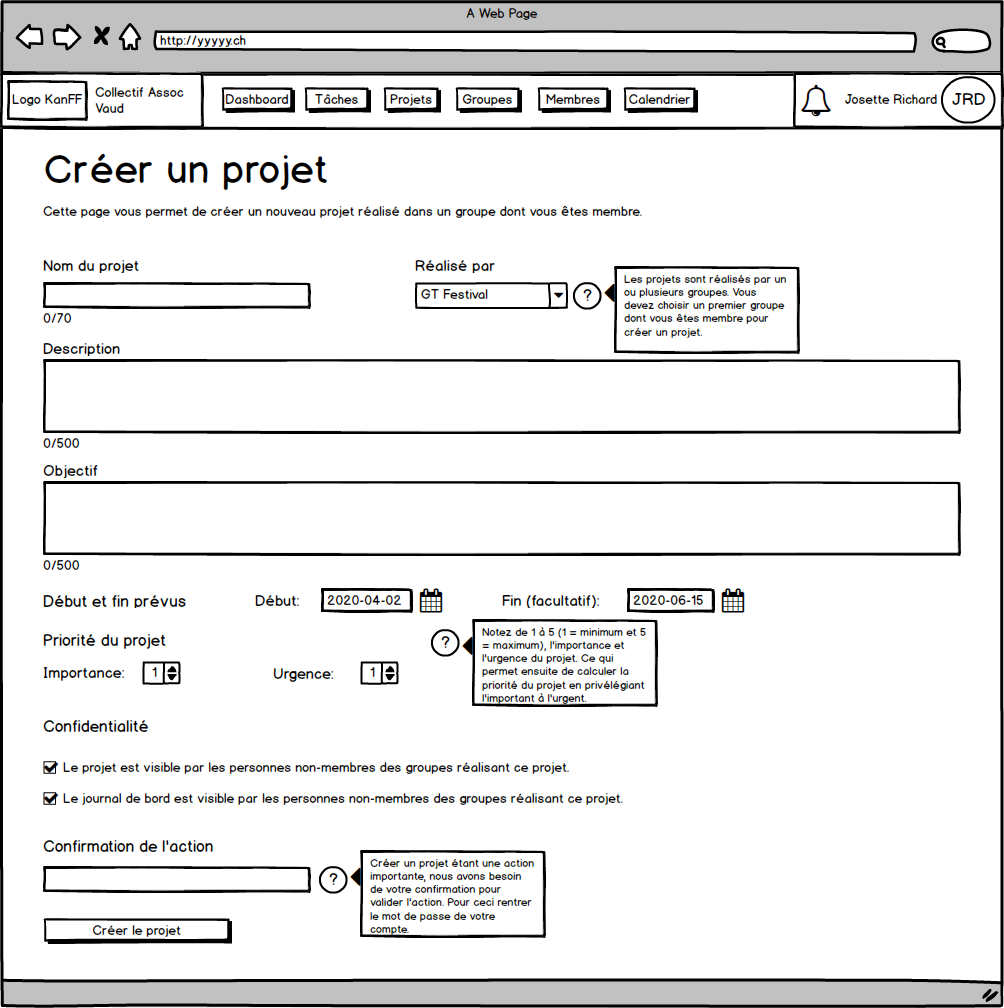 A Web Page
http://yyyyy.ch
Logo KanFF
Collectif Assoc
Vaud
Dashboard
Tâches
Projets
Groupes
Membres
Calendrier
Josette Richard
JRD
Créer un projet
Cette page vous permet de créer un nouveau projet réalisé dans un groupe dont vous êtes membre.
Nom du projet
0/70
Réalisé par
GT Festival
?
Les projets sont réalisés par un
ou plusieurs groupes. Vous
devez choisir un premier groupe
dont vous êtes membre pour
créer un projet.
Description
0/500
Objectif
0/500
Début et fin prévus
Début:
2020-04-02
Fin (facultatif):
2020-06-15
Priorité du projet
Importance:
1
Urgence:
1
?
Notez de 1 à 5 (1 = minimum et 5
= maximum), l'importance et
l'urgence du projet. Ce qui
permet ensuite de calculer la
priorité du projet en privélégiant
l'important à l'urgent.
Confidentialité
Le projet est visible par les personnes non-membres des groupes réalisant ce projet.
Le journal de bord est visible par les personnes non-membres des groupes réalisant ce projet.
Confirmation de l'action
?
Créer un projet étant une action
importante, nous avons besoin
de votre confirmation pour
valider l'action. Pour ceci rentrer
le mot de passe de votre
compte.
Créer le projet